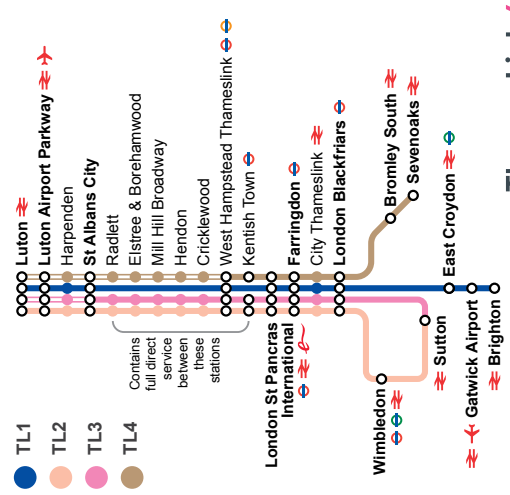 Luton
Luton Airport Parkway
Harpenden
St Albans City
Radlett
Elstree & Borehamwood
Mill Hill Broadway
Hendon
Cricklewood
West Hampstead Thameslink
Kentish Town
Contains
full direct
service
between
these
stations
London St Pancras
International
Farringdon
City Thameslink
London Blackfriars
Bromley South
Sevenoaks
Wimbledon
Sutton
East Croydon
Gatwick Airport
Brighton
TL1
TL2
TL3
TL4